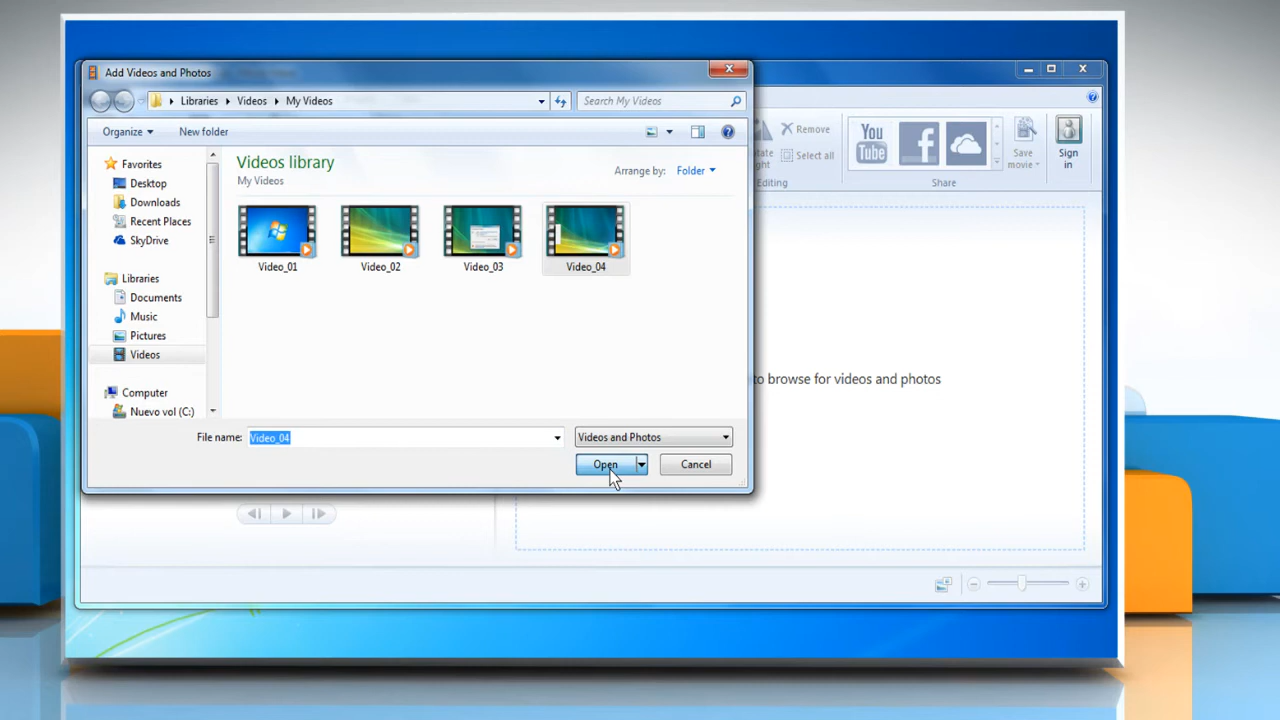 Add Videos and Photos
Libraries Videos My Videos
Search My Videos
Organize
New folder
Favorites
Desktop
Downloads
Recent Places
SkyDrive
Libraries
Documents
Music
Pictures
Videos
Computer
Nuevo vol (C:)
Videos library
My Videos
Arrange by: Folder
Video_01
Video_02
Video_03
Video_04
File name: Video_04
Videos and Photos
Open
Cancel
Remove
Select all
Editing
You
Tube
f
Share
Save
movie
Sign
in
to browse for videos and photos